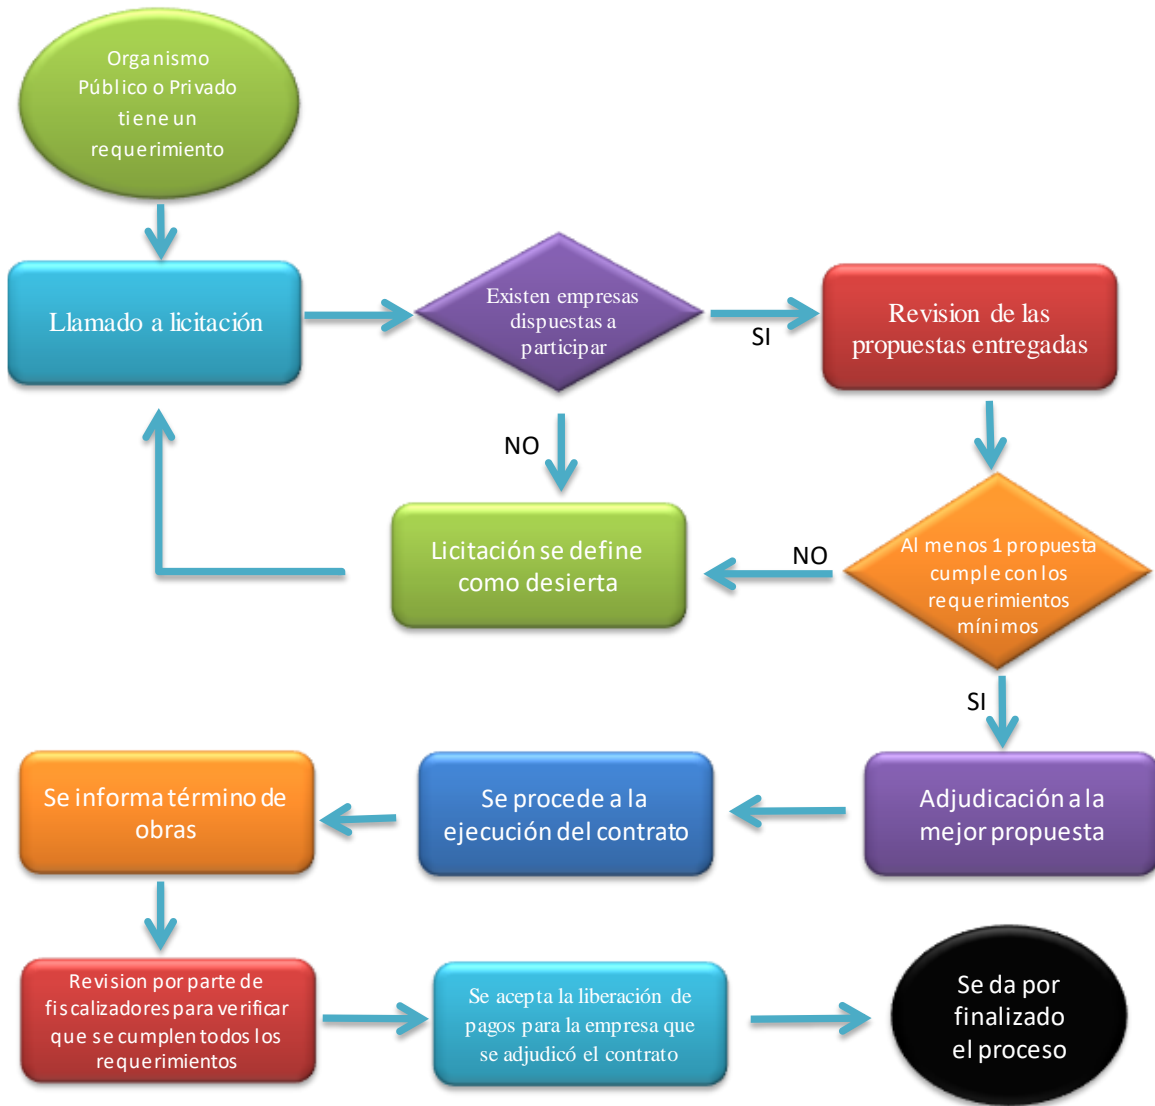 Organismo
Público o Privado
tiene un
requerimiento
Llamado a licitación
Existen empresas
dispuestas a
participar
SI
Revision de las
propuestas entregadas
NO
Licitación se define
como desierta
NO
Al menos 1 propuesta
cumple con los
requerimientos
mínimos
SI
Se informa término de
obras
Se procede a la
ejecución del contrato
Adjudicación a la
mejor propuesta
Revision por parte de
fiscalizadores para verificar
que se cumplen todos los
requerimientos
Se acepta la liberación de
pagos para la empresa que
se adjudicó el contrato
Se da por
finalizado
el proceso